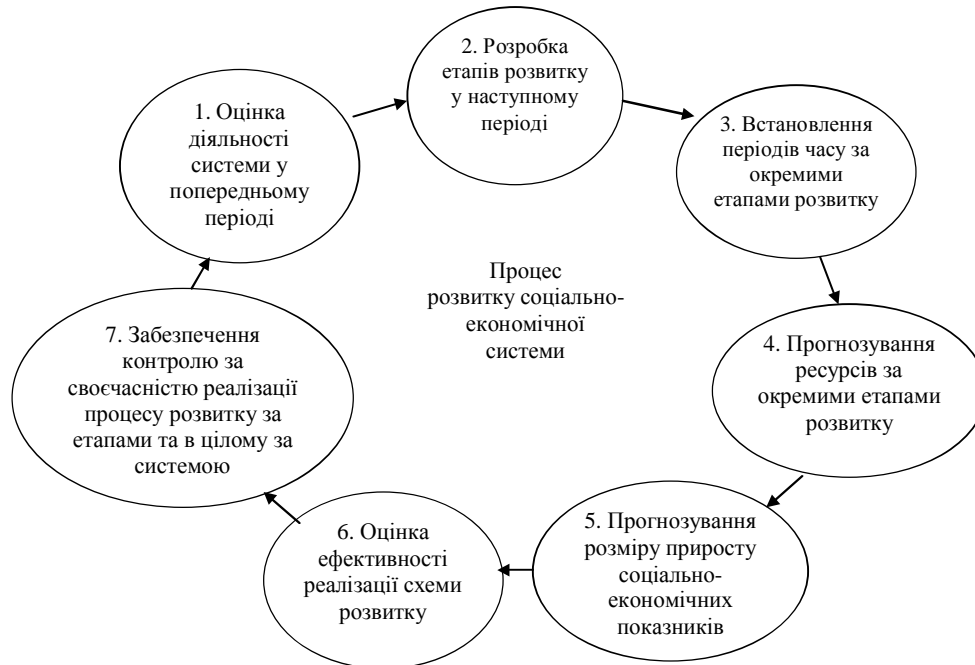 1. Оцінка
діяльності
системи у
попередньому
періоді
2. Розробка
етапів розвитку
у наступному
періоді
3. Встановлення
періодів часу за
окремими
етапами розвитку
4. Прогнозування
ресурсів за
окремими етапами
розвитку
5. Прогнозування
розміру приросту
соціально-
економічних
показників
6. Оцінка
ефективності
реалізації схеми
розвитку
7. Забезпечення
контролю за
своєчасністю реалізації
процесу розвитку за
етапами та в цілому за
системою
Процес
розвитку соціально-
економічної
системи